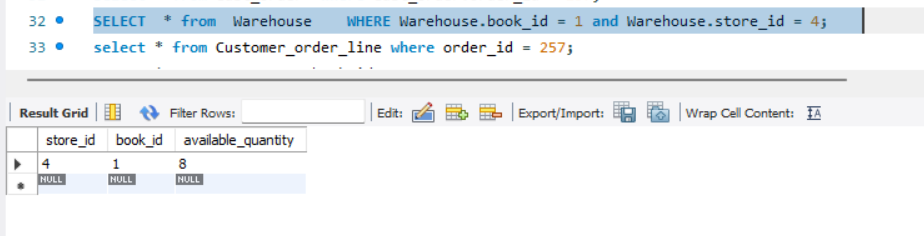 32 SELECT * from Warehouse WHERE Warehouse.book_id = 1 and Warehouse.store_id = 4;
33 select * from Customer_order_line where order_id = 257;
Result Grid Filter Rows: Edit: Export/Import: Wrap Cell Content:
store_id book_id available_quantity
4 1 8
NULL NULL NULL